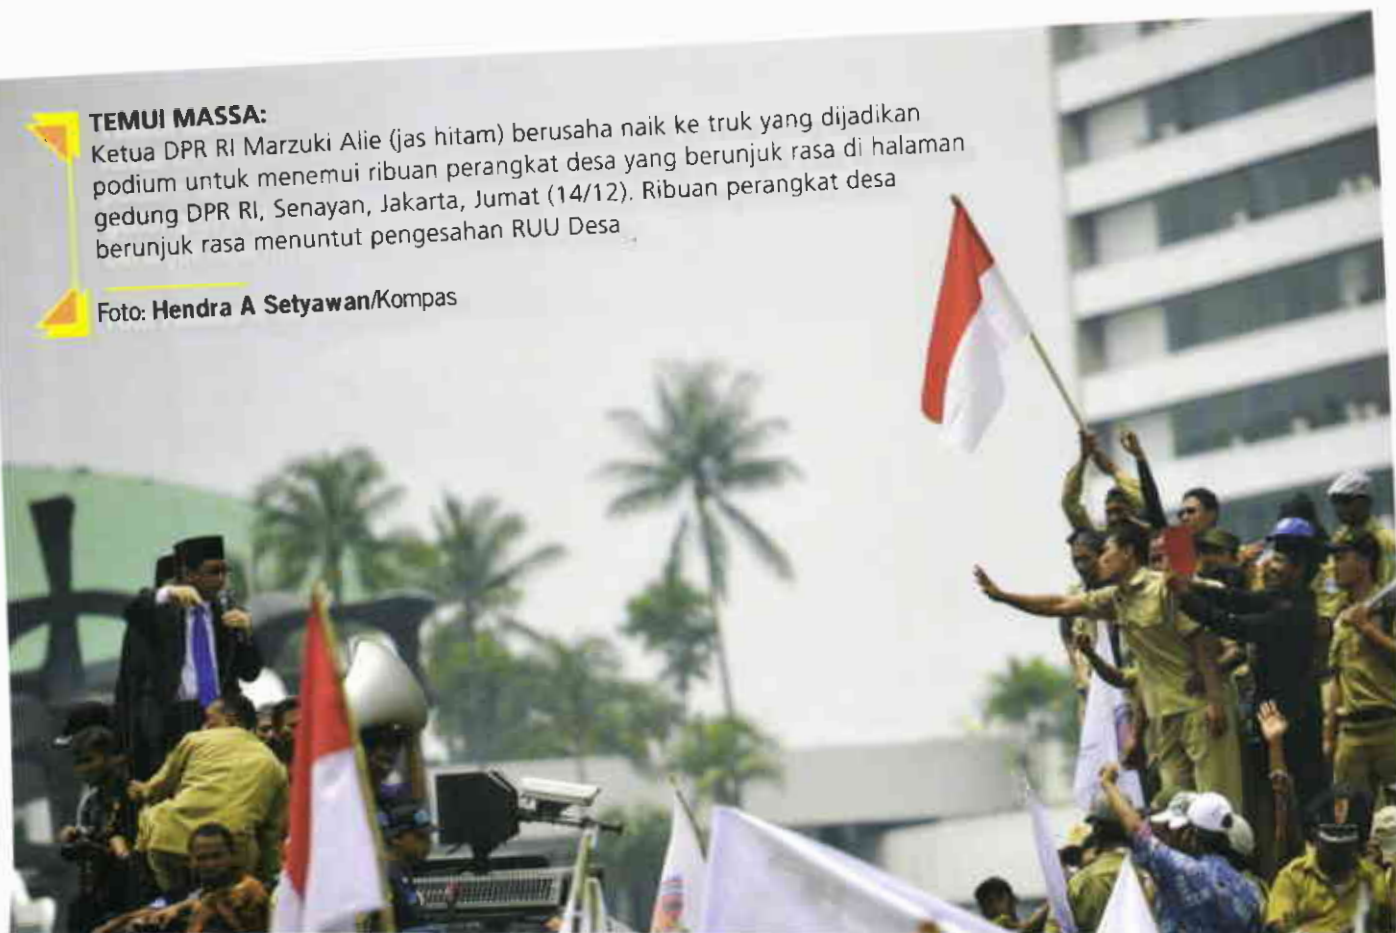 TEMUI MASSA:
Ketua DPR RI Marzuki Alie (jas hitam) berusaha naik ke truk yang dijadikan
podium untuk menemui ribuan perangkat desa yang berunjuk rasa di halaman
gedung DPR RI, Senayan, Jakarta, Jumat (14/12). Ribuan perangkat desa
berunjuk rasa menuntut pengesahan RUU Desa
Foto: Hendra A Setyawan/Kompas